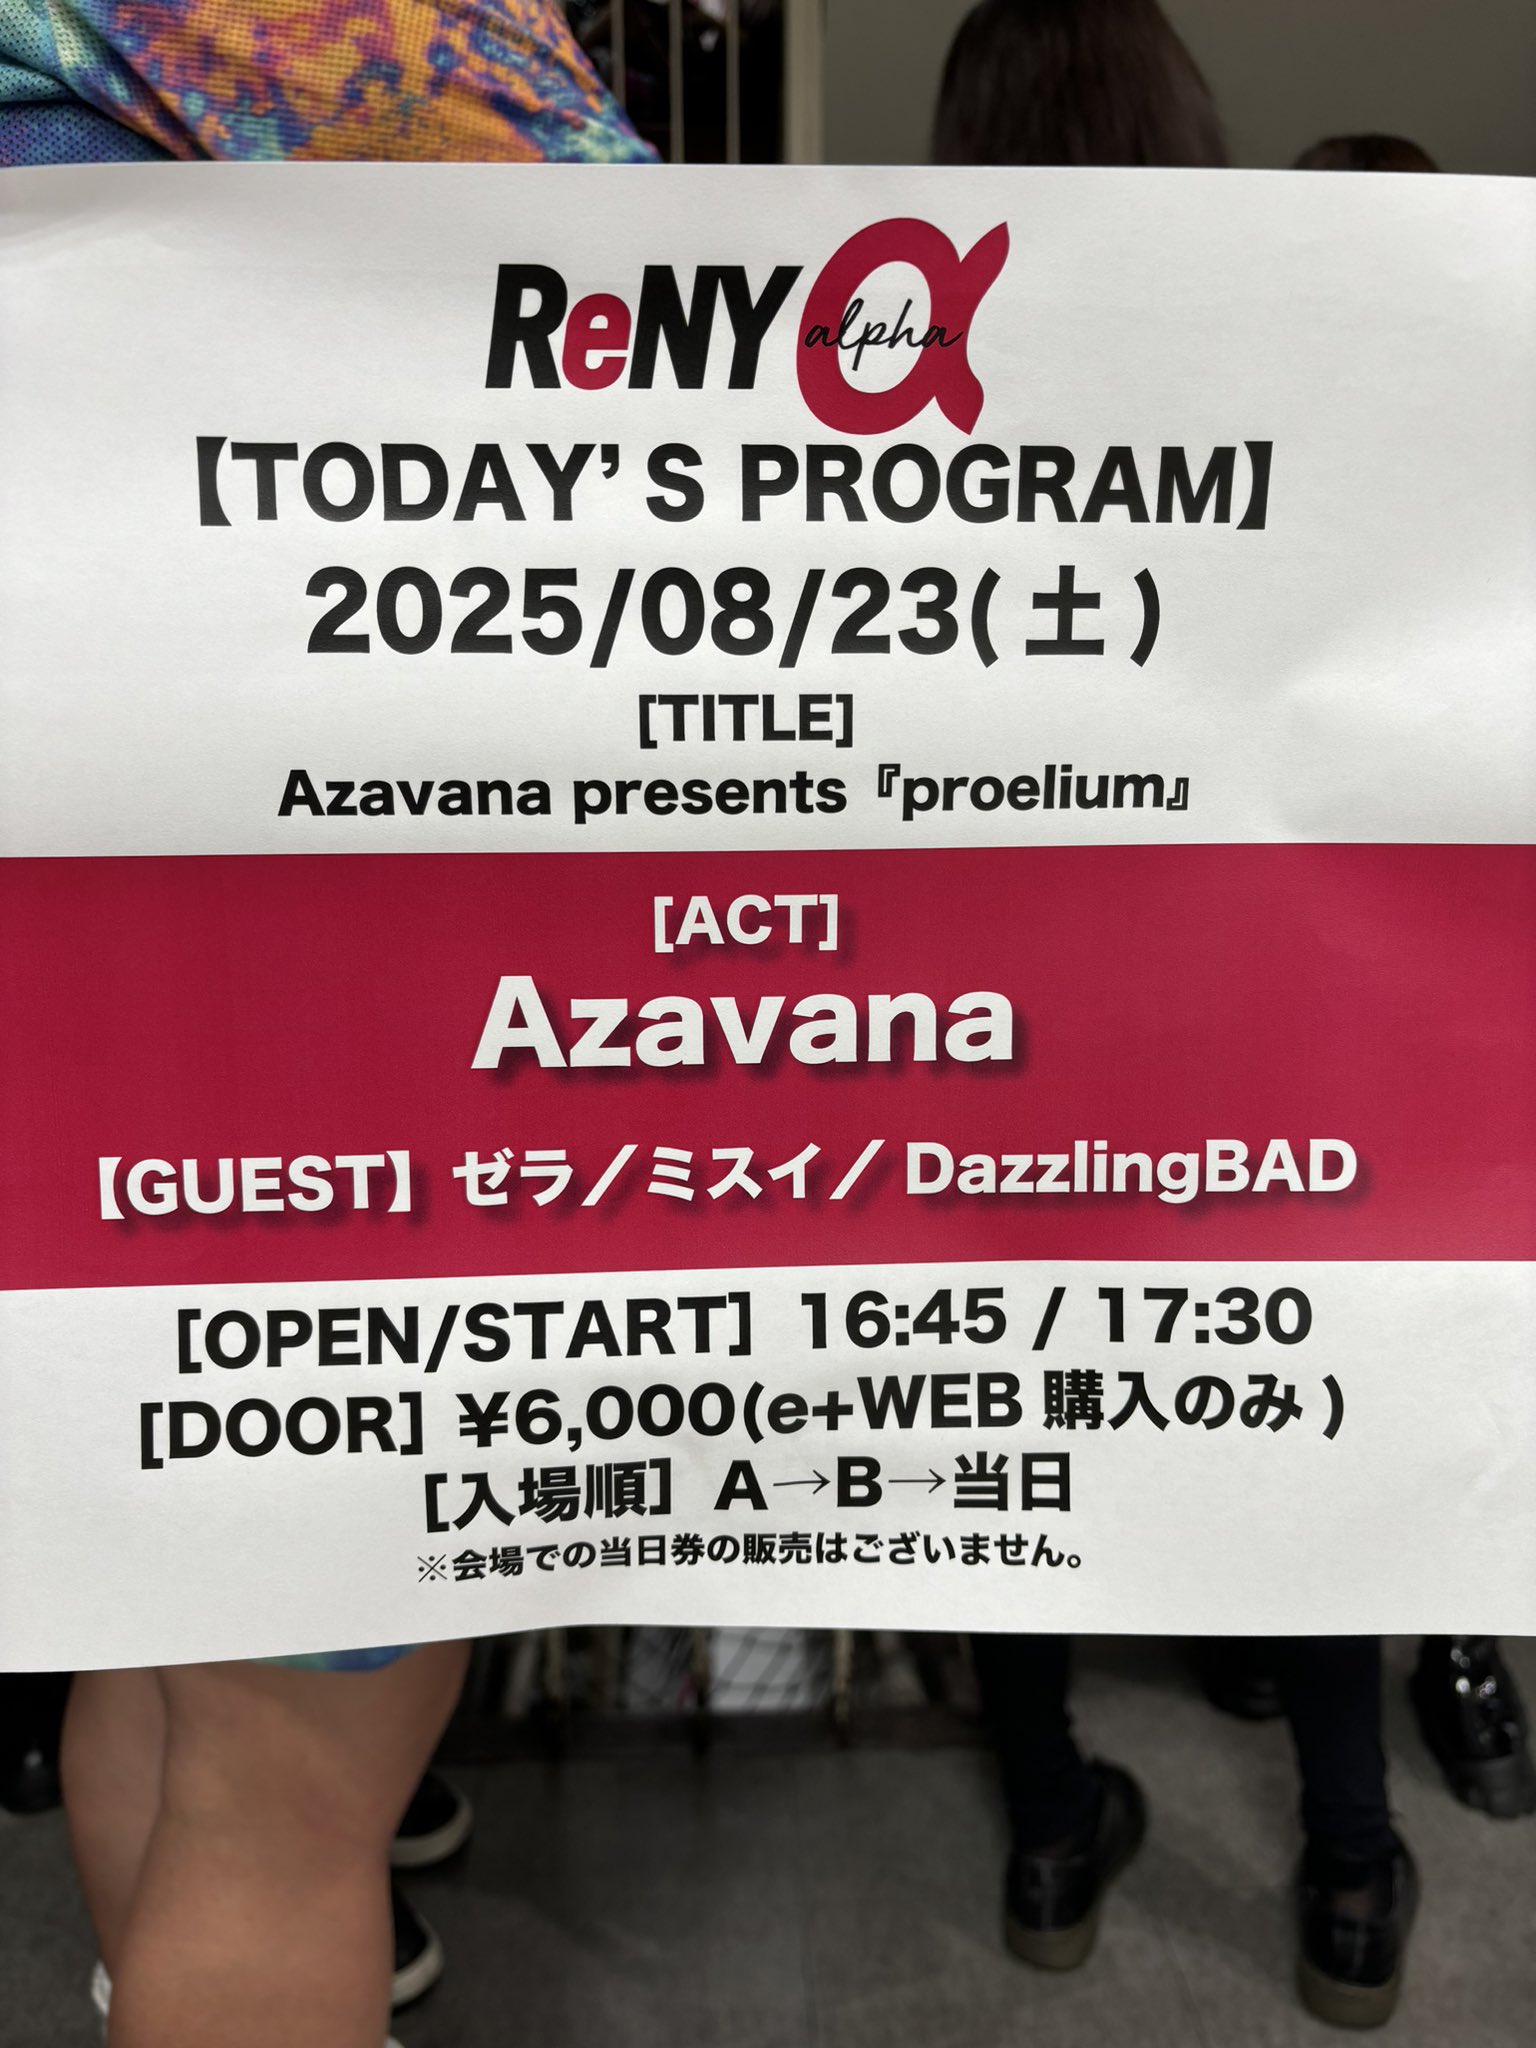 ReNY α alpha
【TODAY'S PROGRAM】
2025/08/23(土)
[TITLE]
Azavana presents『proelium』
[ACT]
Azavana
【GUEST】ゼラ／ミスイ／DazzlingBAD
[OPEN/START] 16:45 / 17:30
[DOOR] ¥6,000(e+WEB 購入のみ)
[入場順] A→B→当日
※会場での当日券の販売はございません。